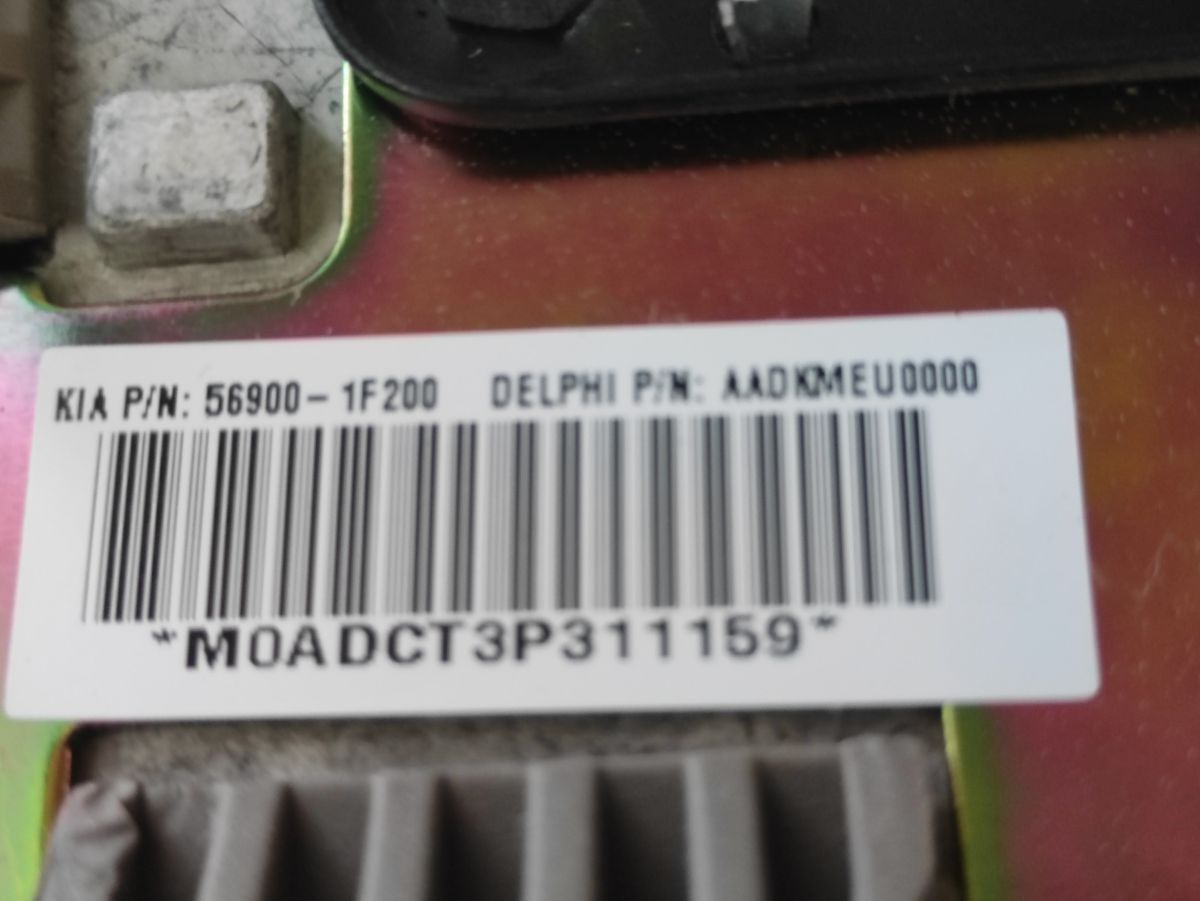 KIA P/N: 56900-1F200 DELPHI P/N: AADKMEU0000
*M0ADCT3P311159*